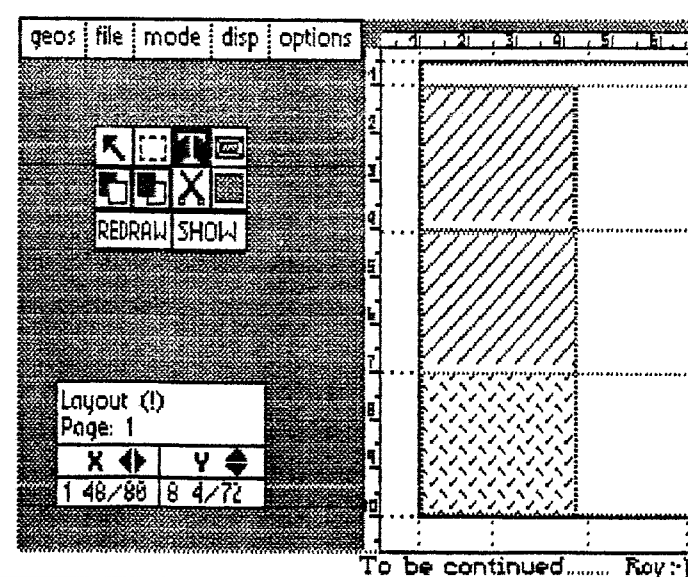 geos file mode disp options
REDRAW SHOW
Layout (!)
Page: 1
X Y
1 48/80 8 4/72
To be continued........ Roy:-